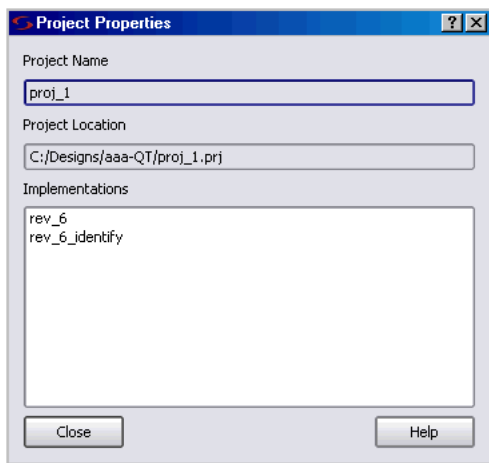 Project Properties
Project Name
proj_1
Project Location
C:/Designs/aaa-QT/proj_1.prj
Implementations
rev_6
rev_6_identify
Close
Help